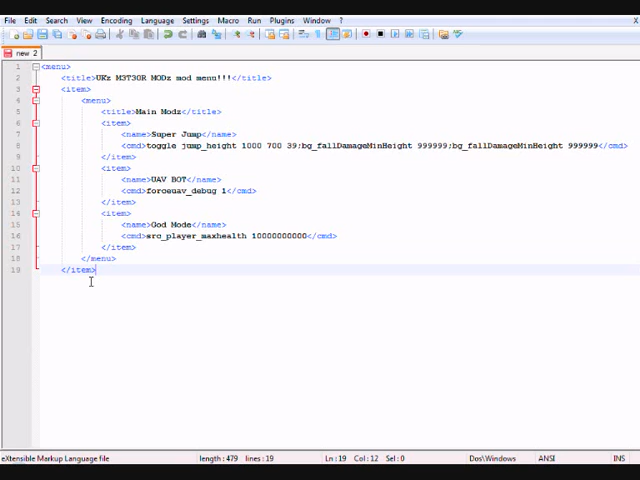 File Edit Search View Encoding Language Settings Macro Run Plugins Window ?
new 2
1 <menu>
2 <title>URz M3T30R MODz mod menu!!!</title>
3 <item>
4 <menu>
5 <title>Main Modz</title>
6 <item>
7 <name>Super Jump</name>
8 <cmd>toggle jump_height 1000 700 39;bg_fallDamageMinHeight 999999;bg_fallDamageMinHeight 999999</cmd>
9 </item>
10 <item>
11 <name>UAV BOT</name>
12 <cmd>forceuav_debug 1</cmd>
13 </item>
14 <item>
15 <name>God Mode</name>
16 <cmd>scr_player_maxhealth 10000000000</cmd>
17 </item>
18 </menu>
19 </item>
eXtensible Markup Language file length : 479 lines : 19 Ln : 19 Col : 12 Sel : 0 Dos\Windows ANSI INS